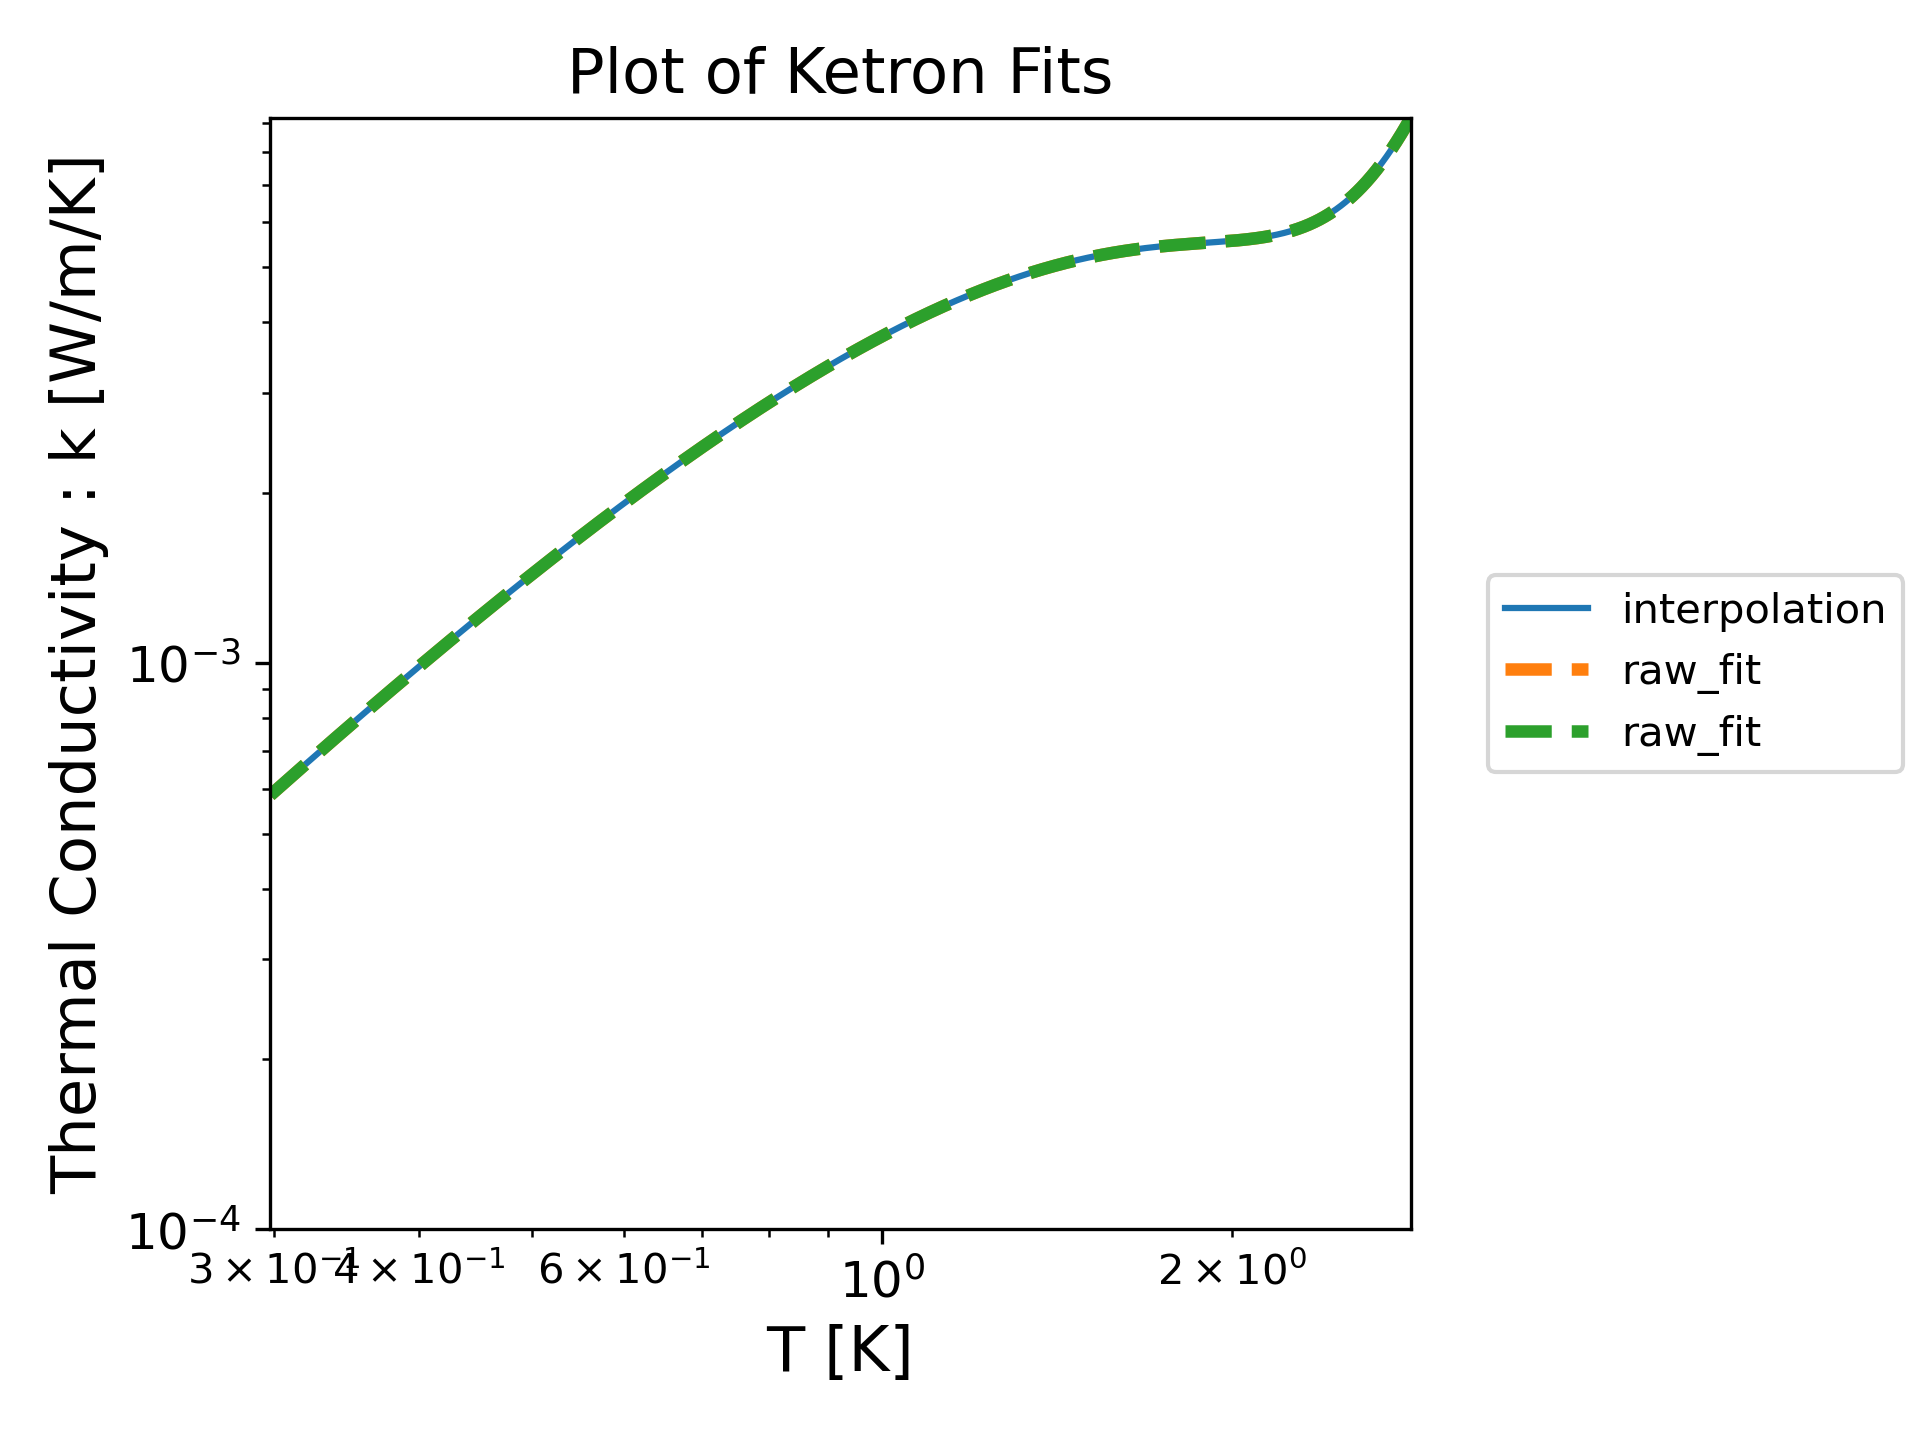 Plot of Ketron Fits
Thermal Conductivity : k [W/m/K]
10⁻³
10⁻⁴
3 × 10⁻¹
4 × 10⁻¹
6 × 10⁻¹
10⁰
2 × 10⁰
T [K]
interpolation
raw_fit
raw_fit